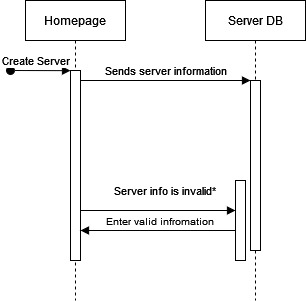 Homepage
Server DB
Create Server
Sends server information
Server info is invalid*
Enter valid infromation